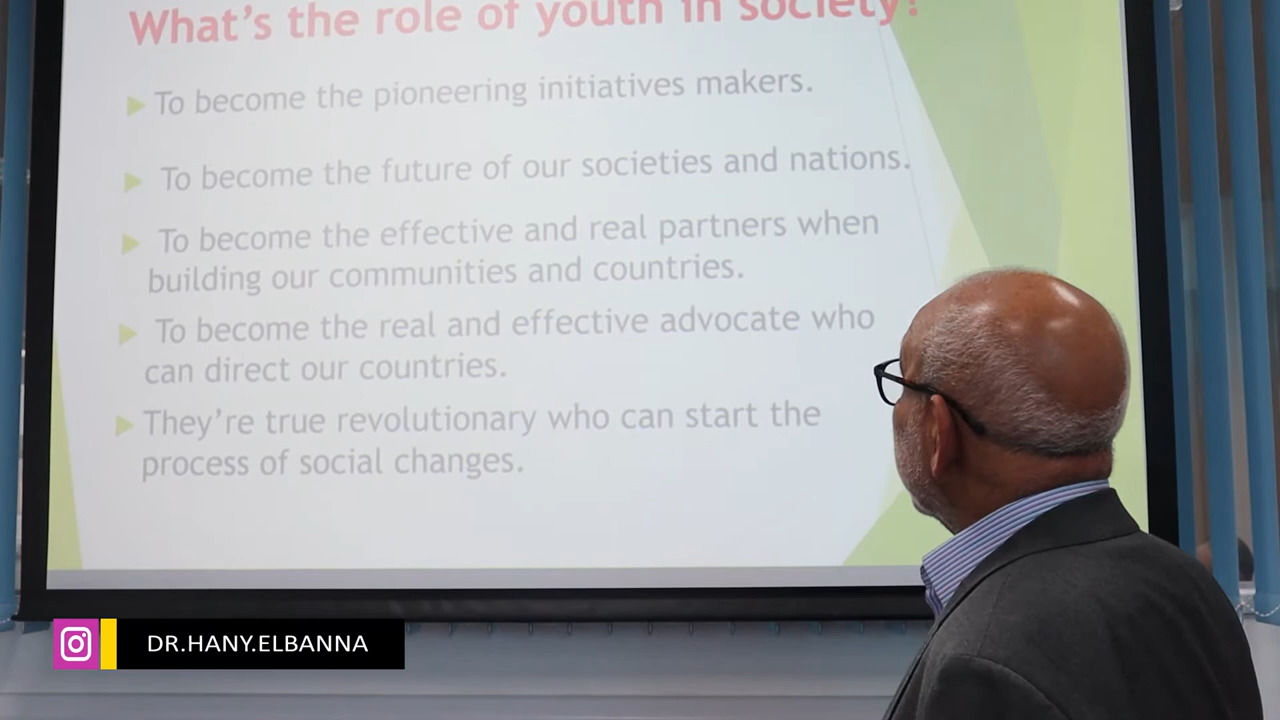 What's the role of youth in society?
To become the pioneering initiatives makers.
To become the future of our societies and nations.
To become the effective and real partners when
building our communities and countries.
To become the real and effective advocate who
can direct our countries.
They're true revolutionary who can start the
process of social changes.
DR.HANY.ELBANNA